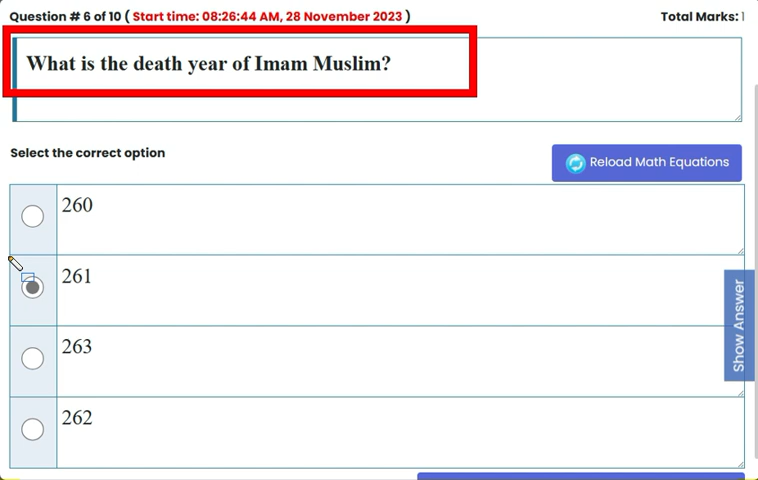 Question # 6 of 10 ( Start time: 08:26:44 AM, 28 November 2023 ) Total Marks: 1
What is the death year of Imam Muslim?
Select the correct option
Reload Math Equations
260
261
263
262
Show Answer